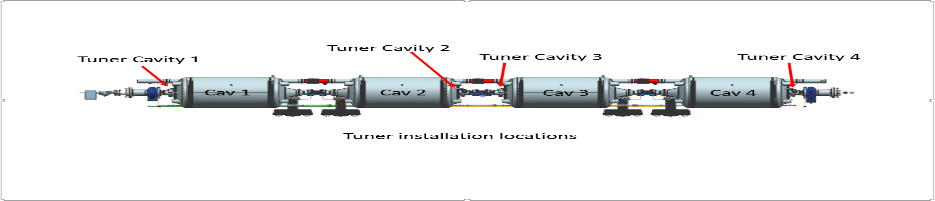 Tuner Cavity 1
Tuner Cavity 2
Tuner Cavity 3
Tuner Cavity 4
Cav 1
Cav 2
Cav 3
Cav 4
Tuner installation locations